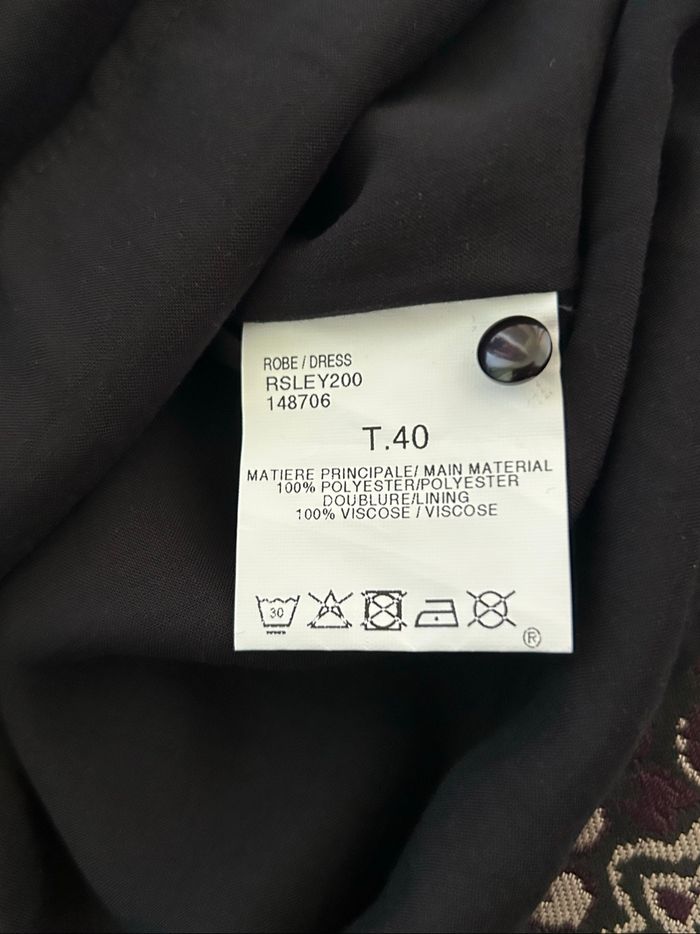 ROBE / DRESS
RSLEY200
148706
T.40
MATIERE PRINCIPALE/ MAIN MATERIAL
100% POLYESTER/POLYESTER
DOUBLURE/LINING
100% VISCOSE / VISCOSE
30
®